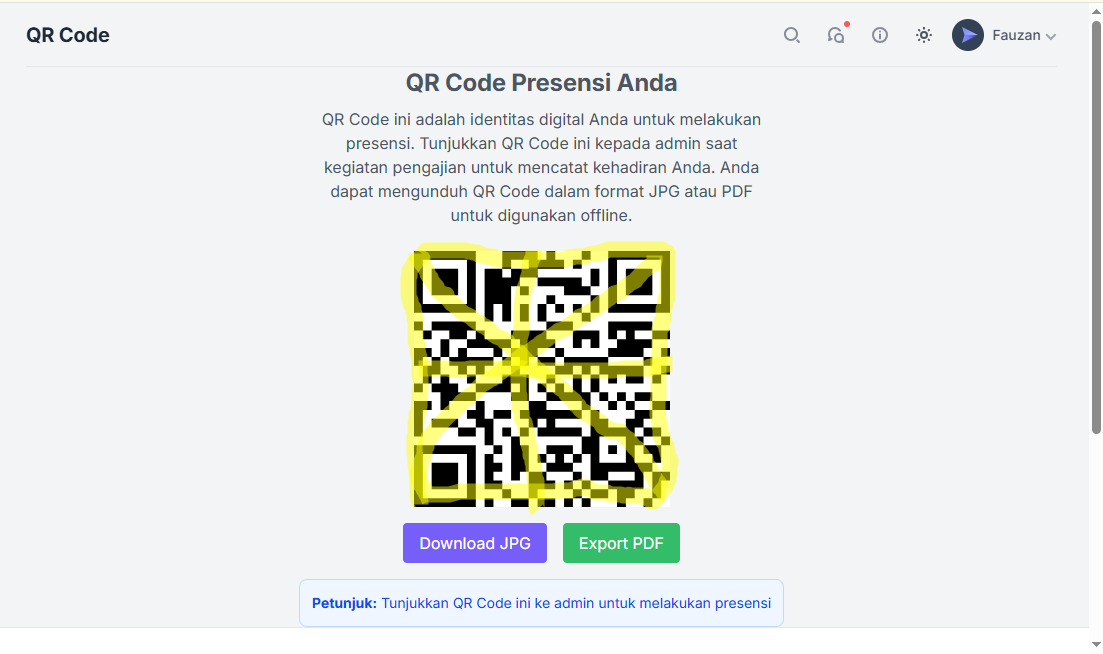 QR Code
Fauzan
QR Code Presensi Anda
QR Code ini adalah identitas digital Anda untuk melakukan
presensi. Tunjukkan QR Code ini kepada admin saat
kegiatan pengajian untuk mencatat kehadiran Anda. Anda
dapat mengunduh QR Code dalam format JPG atau PDF
untuk digunakan offline.
Download JPG
Export PDF
Petunjuk: Tunjukkan QR Code ini ke admin untuk melakukan presensi